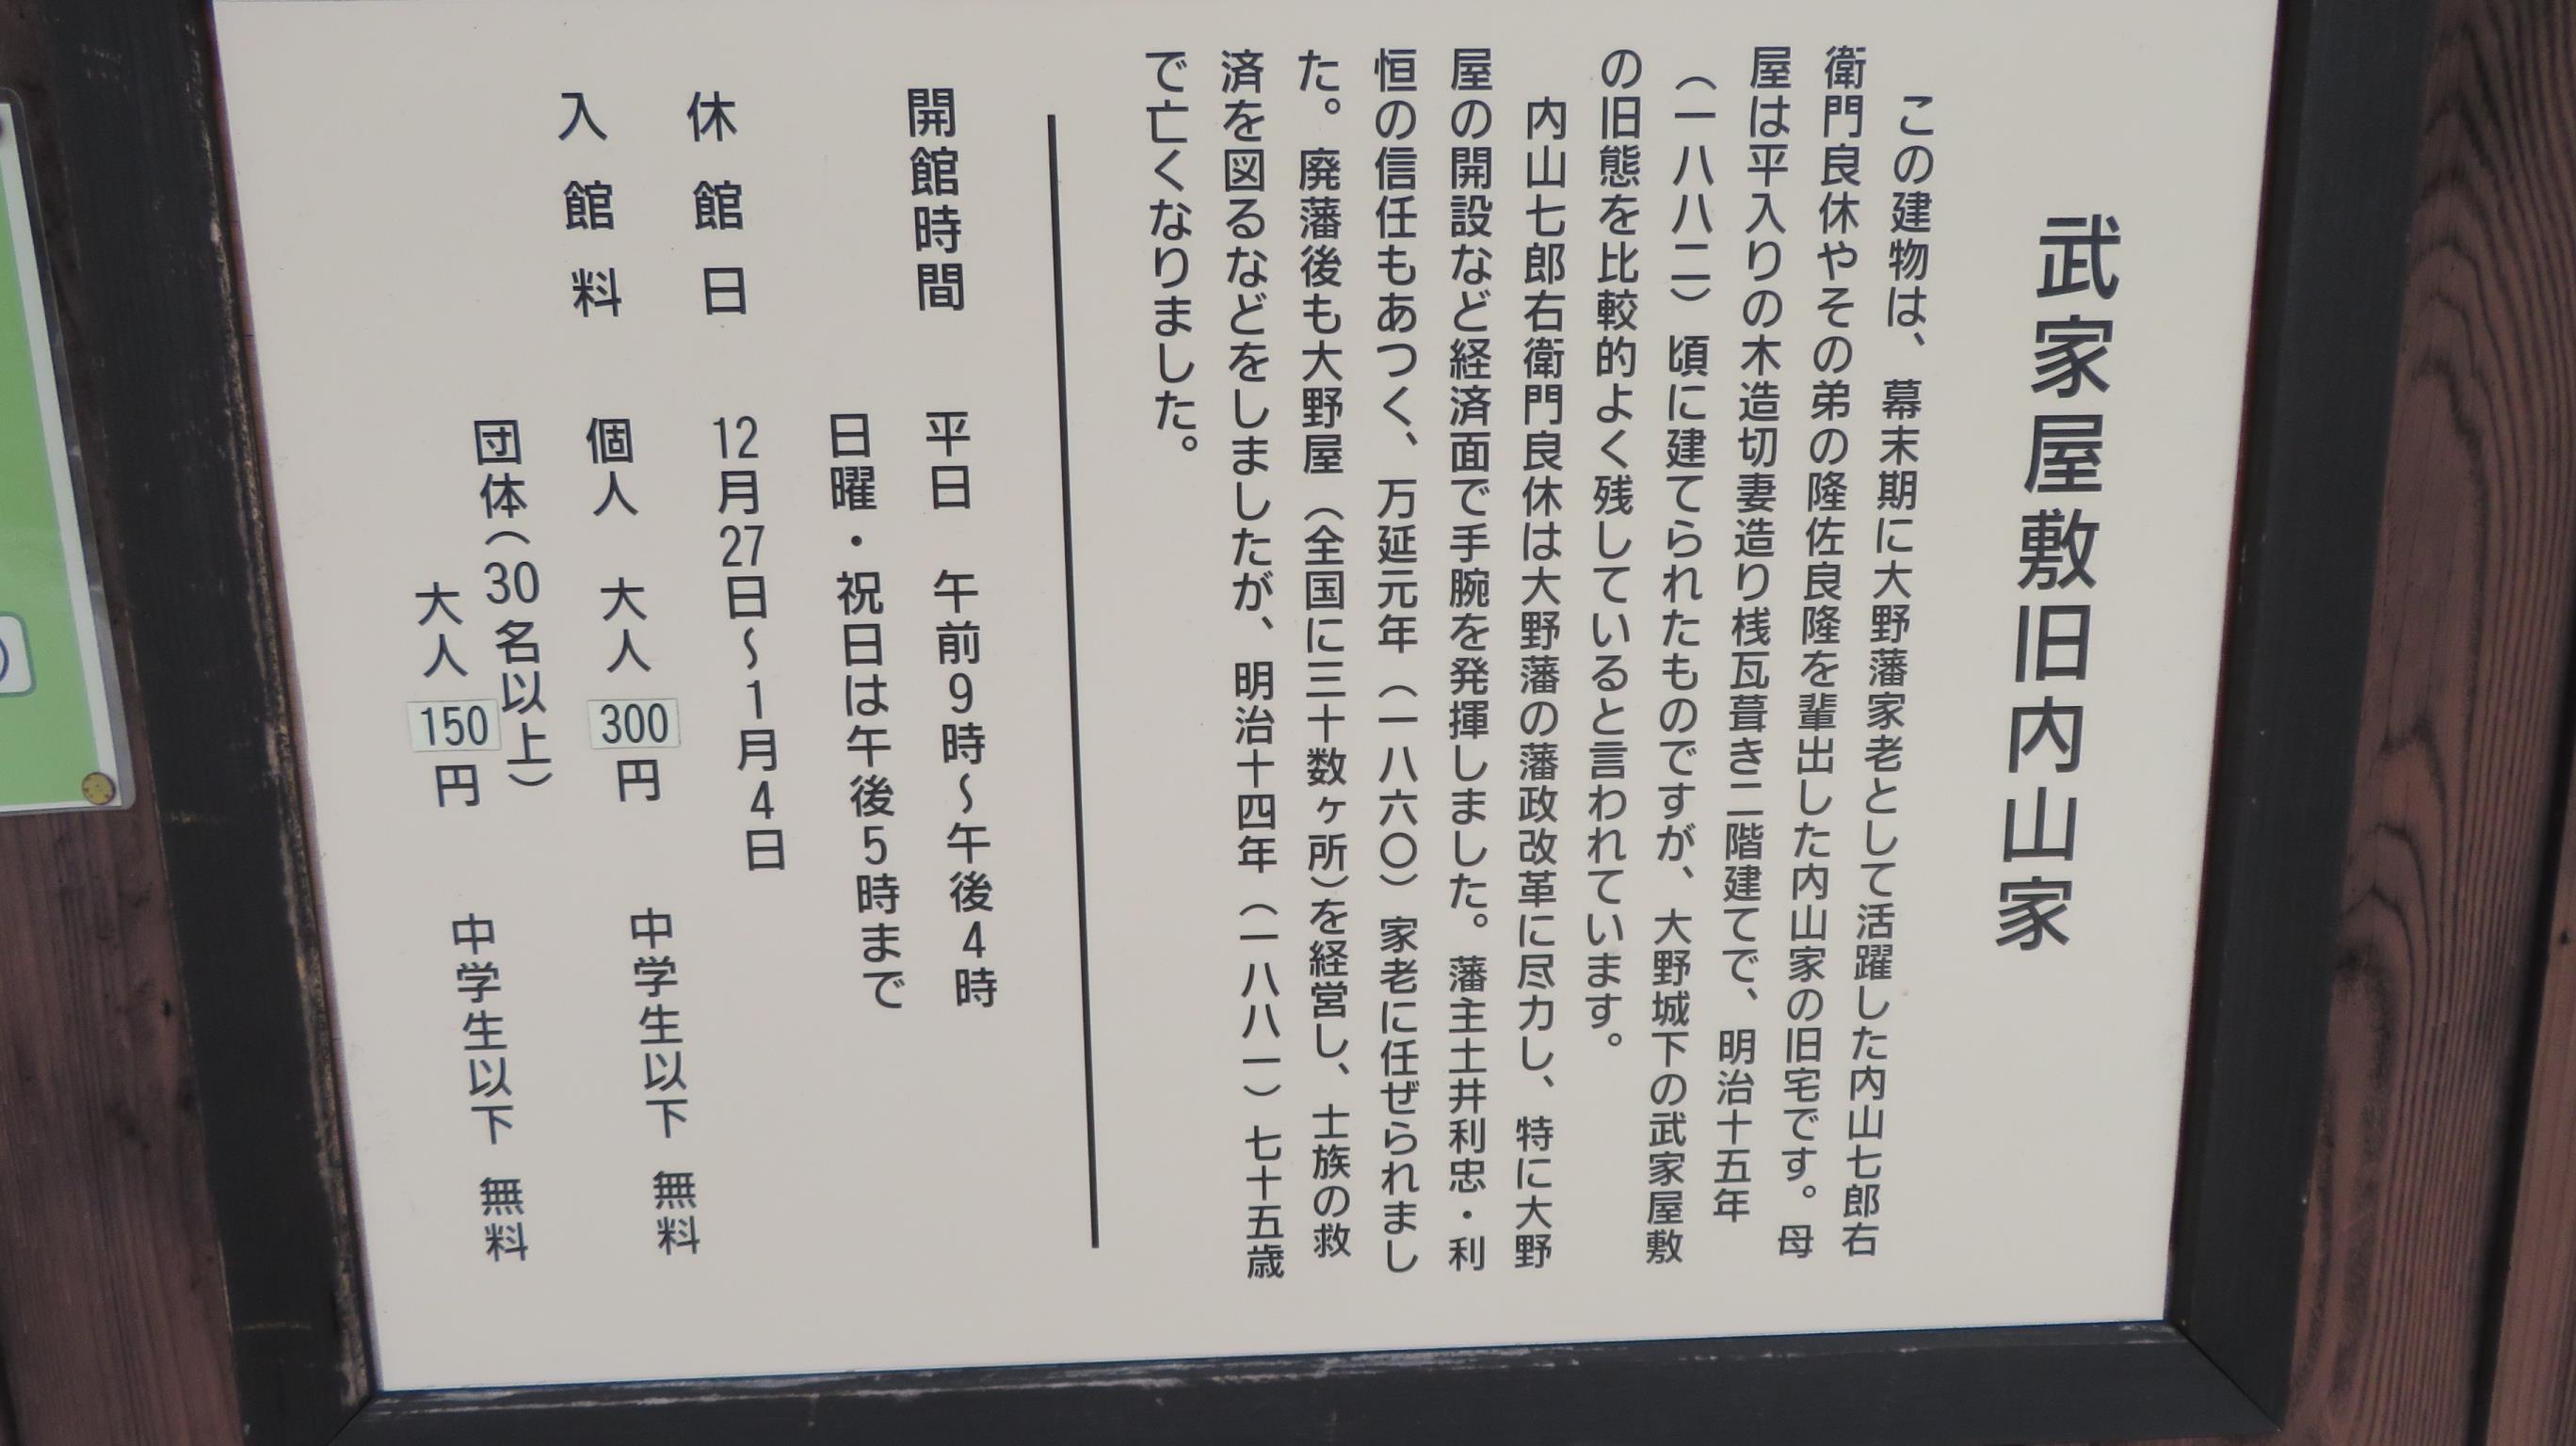 武家屋敷旧内山家
この建物は、幕末期に大野藩家老として活躍した内山七郎右
衛門良休やその弟の隆佐良隆を輩出した内山家の旧宅です。母
屋は平入りの木造切妻造り桟瓦葺き二階建てで、明治十五年
（一八八二）頃に建てられたものですが、大野城下の武家屋敷
の旧態を比較的よく残していると言われています。
内山七郎右衛門良休は大野藩の藩政改革に尽力し、特に大野
屋の開設など経済面で手腕を発揮しました。藩主土井利忠・利
恒の信任もあつく、万延元年（一八六〇）家老に任ぜられまし
た。廃藩後も大野屋（全国に三十数ヶ所）を経営し、士族の救
済を図るなどをしましたが、明治十四年（一八八一）七十五歳
で亡くなりました。
開館時間 平日 午前9時～午後4時
日曜・祝日は午後5時まで
休館日 12月27日～1月4日
入館料 個人 大人 300円 中学生以下 無料
団体（30名以上）
大人 150円 中学生以下 無料